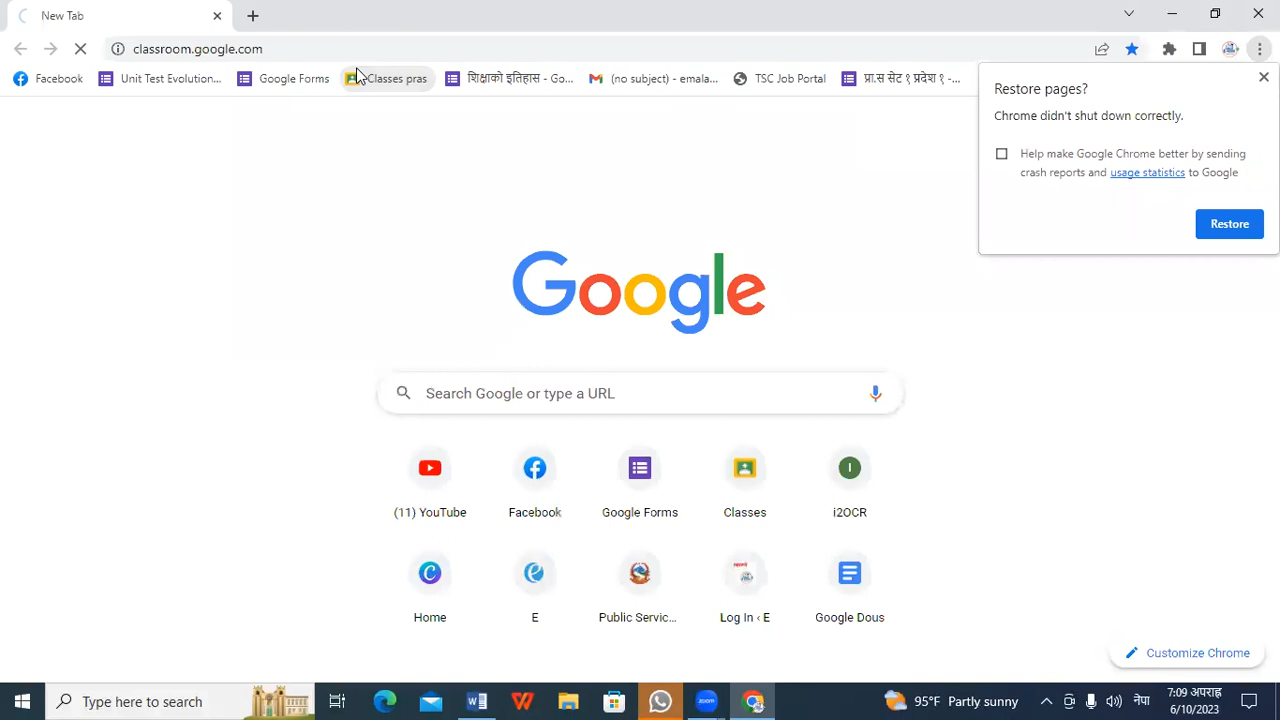 New Tab
classroom.google.com
Facebook
Unit Test Evolution...
Google Forms
Classes pras
शिक्षाको इतिहास - Go...
(no subject) - emala...
TSC Job Portal
प्रा.स सेट १ प्रदेश १ -...
Restore pages?
Chrome didn't shut down correctly.
Help make Google Chrome better by sending
crash reports and usage statistics to Google
Restore
Google
Search Google or type a URL
(11) YouTube
Facebook
Google Forms
Classes
I
i2OCR
Home
E
Public Servic...
Log In ‹ E
Google Dous
Customize Chrome
Type here to search
zoom
95°F Partly sunny
नेपा
7:09 अपराह्न
6/10/2023